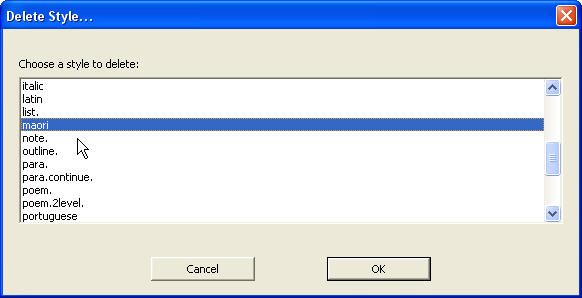 Delete Style...
Choose a style to delete:
italic
latin
list.
maori
note.
outline.
para.
para.continue.
poem.
poem.2level.
portuguese
Cancel OK